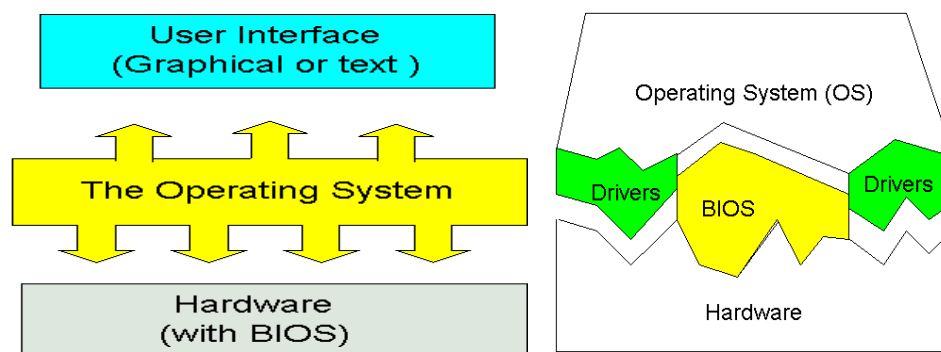 User Interface
(Graphical or text )
The Operating System
Hardware
(with BIOS)
Operating System (OS)
Drivers
BIOS
Drivers
Hardware